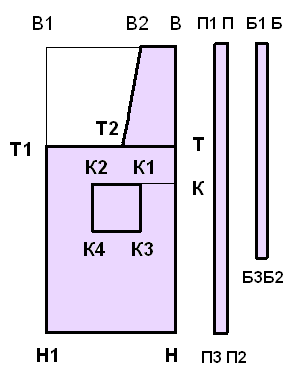 В1 В2 В П1 П Б1 Б
Т2
Т1 Т
К2 К1
К
К4 К3
Б3Б2
Н1 Н П3 П2